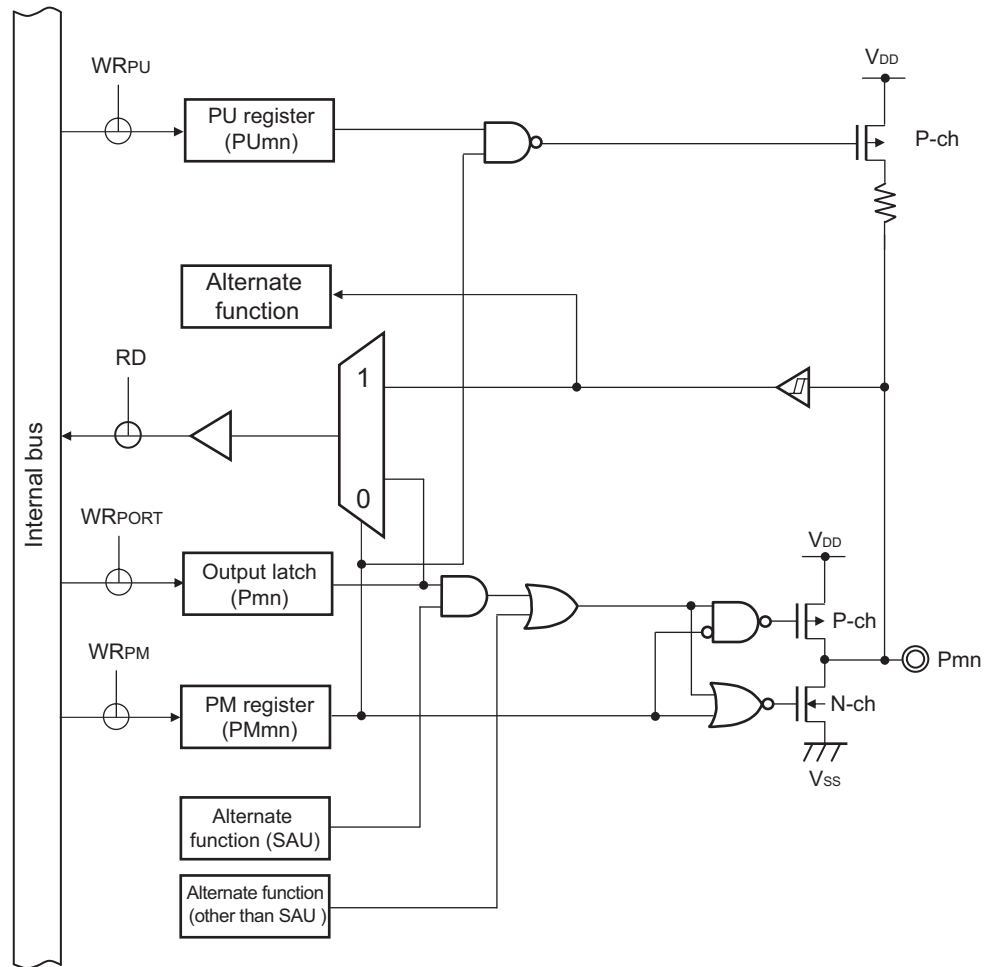 WRPU
PU register
(PUmn)
VDD
P-ch
Alternate
function
RD
1
0
Internal bus
WRPORT
Output latch
(Pmn)
VDD
P-ch
Pmn
WRPM
PM register
(PMmn)
N-ch
VSS
Alternate
function (SAU)
Alternate function
(other than SAU )